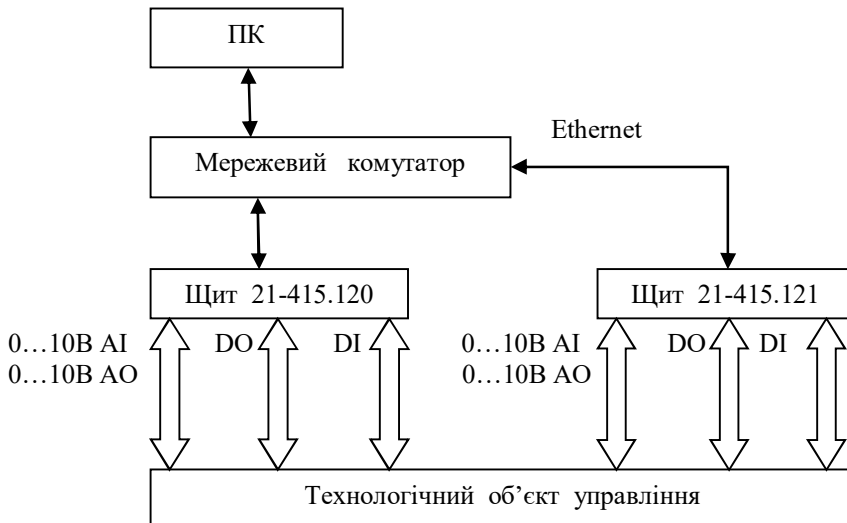 ПК
Ethernet
Мережевий комутатор
Щит 21-415.120
Щит 21-415.121
0…10В AI
DO
DI
0…10В AO
0…10В AI
DO
DI
0…10В AO
Технологічний об’єкт управління